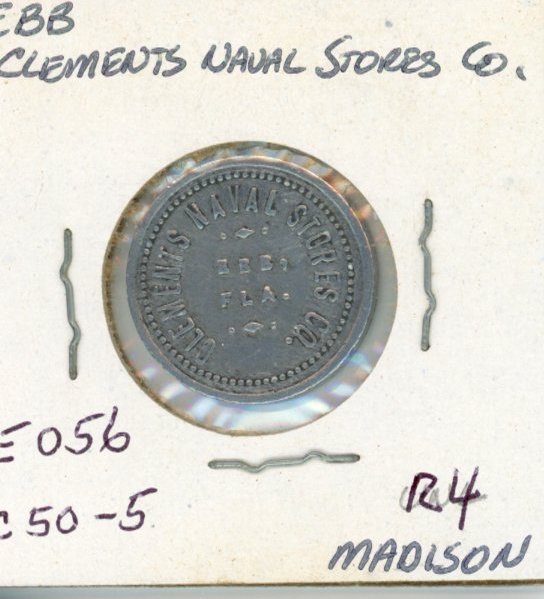 EBB
CLEMENTS NAVAL STORES CO.
CLEMENTS NAVAL STORES CO.
EBB,
FLA.
E056
C50-5
R4
MADISON